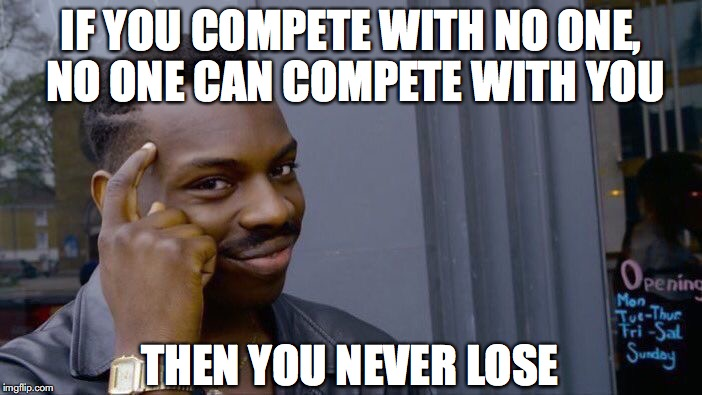 IF YOU COMPETE WITH NO ONE,
NO ONE CAN COMPETE WITH YOU
Opening
Mon
Tue-Thur
Fri-Sat
Sunday
THEN YOU NEVER LOSE
imgflip.com